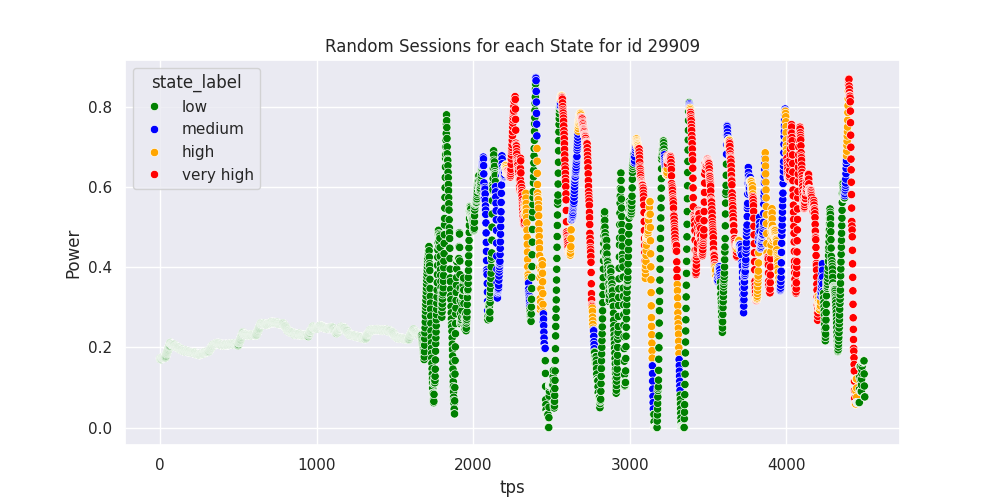 Random Sessions for each State for id 29909
state_label
low
medium
high
very high
Power
0.8
0.6
0.4
0.2
0.0
0 1000 2000 3000 4000
tps